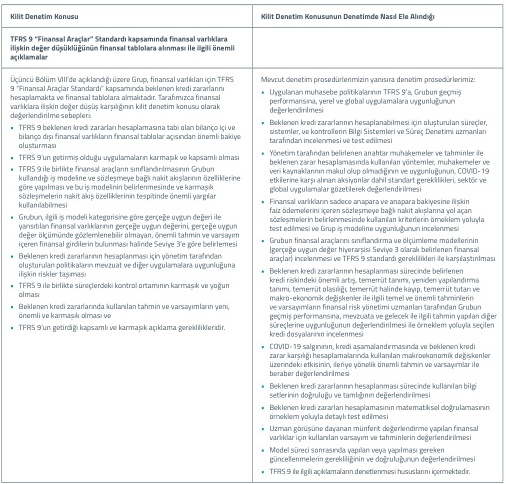 Kilit Denetim Konusu
Kilit Denetim Konusunun Denetimde Nasıl Ele Alındığı
TFRS 9 “Finansal Araçlar” Standardı kapsamında finansal varlıklara
ilişkin değer düşüklüğünün finansal tablolara alınması ile ilgili önemli
açıklamalar
Üçüncü Bölüm VIII'de açıklandığı üzere Grup, finansal varlıkları için TFRS
9 “Finansal Araçlar Standardı” kapsamında beklenen kredi zararlarını
hesaplamakta ve finansal tablolara almaktadır. Tarafımızca finansal
varlıklara ilişkin değer düşüş karşılığının kilit denetim konusu olarak
değerlendirilme sebepleri:
• TFRS 9 beklenen kredi zararları hesaplamasına tabi olan bilanço içi ve
bilanço dışı finansal varlıkların finansal tablolar açısından önemli bakiye
oluşturması
• TFRS 9'un getirmiş olduğu uygulamaların karmaşık ve kapsamlı olması
• TFRS 9 ile birlikte finansal araçların sınıflandırılmasının Grubun
kullandığı iş modeline ve sözleşmeye bağlı nakit akışlarının özelliklerine
göre yapılması ve bu iş modelinin belirlenmesinde ve karmaşık
sözleşmelerin nakit akış özelliklerinin tespitinde önemli yargılar
kullanılabilmesi
• Grubun, ilgili iş modeli kategorisine göre gerçeğe uygun değeri ile
yansıtılan finansal varlıklarının gerçeğe uygun değerini, gerçeğe uygun
değer ölçümünde gözlemlenebilir olmayan, önemli tahmin ve varsayım
içeren finansal girdilerin bulunması halinde Seviye 3'e göre belirlemesi
• Beklenen kredi zararlarının hesaplanması için yönetim tarafından
oluşturulan politikaların mevzuat ve diğer uygulamalara uygunluğuna
ilişkin riskler taşıması
• TFRS 9 ile birlikte süreçlerdeki kontrol ortamının karmaşık ve yoğun
olması
• Beklenen kredi zararlarında kullanılan tahmin ve varsayımların yeni,
önemli ve karmaşık olması ve
• TFRS 9'un getirdiği kapsamlı ve karmaşık açıklama gereklilikleridir.
Mevcut denetim prosedürlerimizin yanısıra denetim prosedürlerimiz:
• Uygulanan muhasebe politikalarının TFRS 9'a, Grubun geçmiş
performansına, yerel ve global uygulamalara uygunluğunun
değerlendirilmesi
• Beklenen kredi zararlarının hesaplanabilmesi için oluşturulan süreçler,
sistemler, ve kontrollerin Bilgi Sistemleri ve Süreç Denetimi uzmanları
tarafından incelenmesi ve test edilmesi
• Yönetim tarafından belirlenen anahtar muhakemeler ve tahminler ile
beklenen zarar hesaplamasında kullanılan yöntemler, muhakemeler ve
veri kaynaklarının makul olup olmadığının ve uygunluğunun, COVID-19
etkilerine karşı alınan aksiyonlar dahil standart gereklilikleri, sektör ve
global uygulamalar gözetilerek değerlendirilmesi
• Finansal varlıkların sadece anapara ve anapara bakiyesine ilişkin
faiz ödemelerini içeren sözleşmeye bağlı nakit akışlarına yol açan
sözleşmelerin belirlenmesinde kullanılan kriterlerin örneklem yoluyla
test edilmesi ve Grup iş modeline uygunluğunun incelenmesi
• Grubun finansal araçlarını sınıflandırma ve ölçümleme modellerinin
(gerçeğe uygun değer hiyerarşisi Seviye 3 olarak belirlenen finansal
araçlar) incelenmesi ve TFRS 9 standardı gereklilikleri ile karşılaştırılması
• Beklenen kredi zararlarının hesaplanması sürecinde belirlenen
kredi riskindeki önemli artış, temerrüt tanımı, yeniden yapılandırma
tanımı, temerrüt olasılığı, temerrüt halinde kayıp, temerrüt tutarı ve
makro-ekonomik değişkenler ile ilgili temel ve önemli tahminlerin
ve varsayımların finansal risk yönetimi uzmanları tarafından Grubun
geçmiş performansına, mevzuata ve gelecek ile ilgili tahmin yapılan diğer
süreçlerine uygunluğunun değerlendirilmesi ile örneklem yoluyla seçilen
kredi dosyalarının incelenmesi
• COVID-19 salgınının, kredi aşamalandırmasında ve beklenen kredi
zarar karşılığı hesaplamalarında kullanılan makroekonomik değişkenler
üzerindeki etkisinin, ileriye yönelik önemli tahmin ve varsayımlar ile
beraber değerlendirilmesi
• Beklenen kredi zararlarının hesaplanması sürecinde kullanılan bilgi
setlerinin doğruluğu ve tamlığının değerlendirilmesi
• Beklenen kredi zararları hesaplamasının matematiksel doğrulamasının
örneklem yoluyla detaylı test edilmesi
• Uzman görüşüne dayanan münferit değerlendirme yapılan finansal
varlıklar için kullanılan varsayım ve tahminlerin değerlendirilmesi
• Model süreci sonrasında yapılan veya yapılması gereken
güncellenmelerin gerekliliğinin ve doğruluğunun değerlendirilmesi
• TFRS 9 ile ilgili açıklamaların denetlenmesi hususlarını içermektedir.